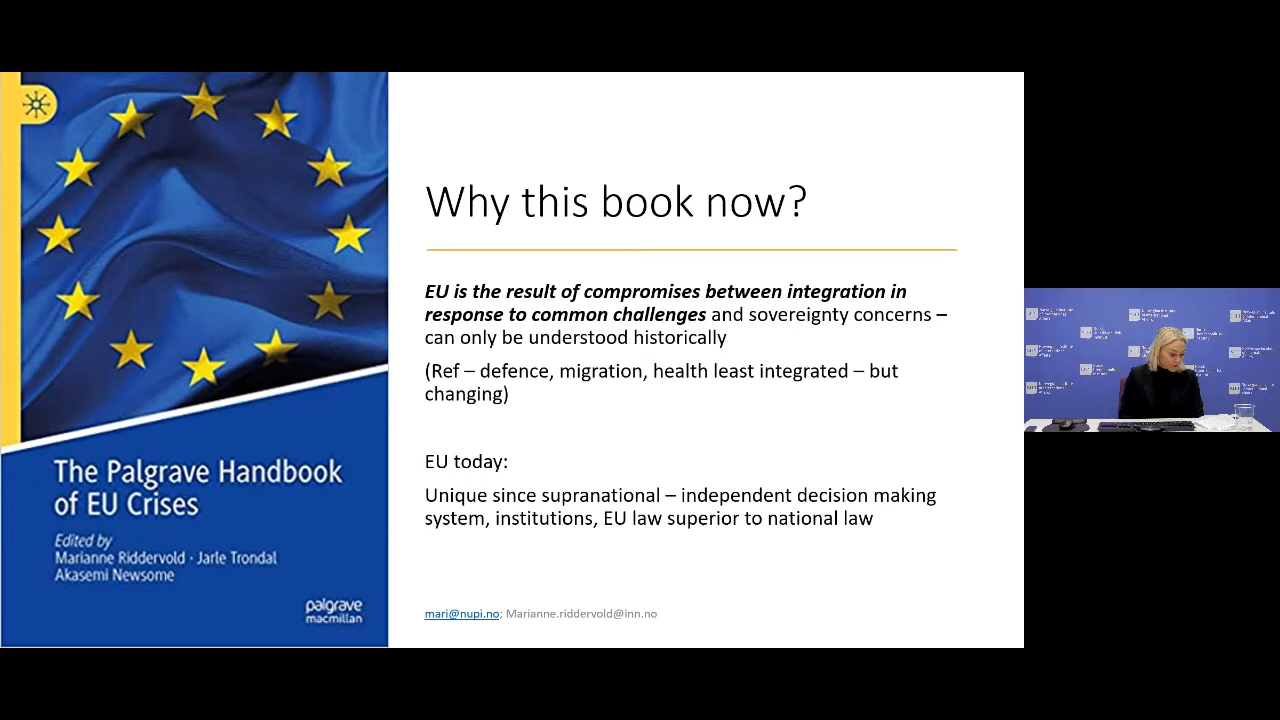 The Palgrave Handbook
of EU Crises
Edited by
Marianne Riddervold · Jarle Trondal
Akasemi Newsome
palgrave
macmillan
Why this book now?
EU is the result of compromises between integration in
response to common challenges and sovereignty concerns –
can only be understood historically
(Ref – defence, migration, health least integrated – but
changing)
EU today:
Unique since supranational – independent decision making
system, institutions, EU law superior to national law
mari@nupi.no; Marianne.riddervold@inn.no